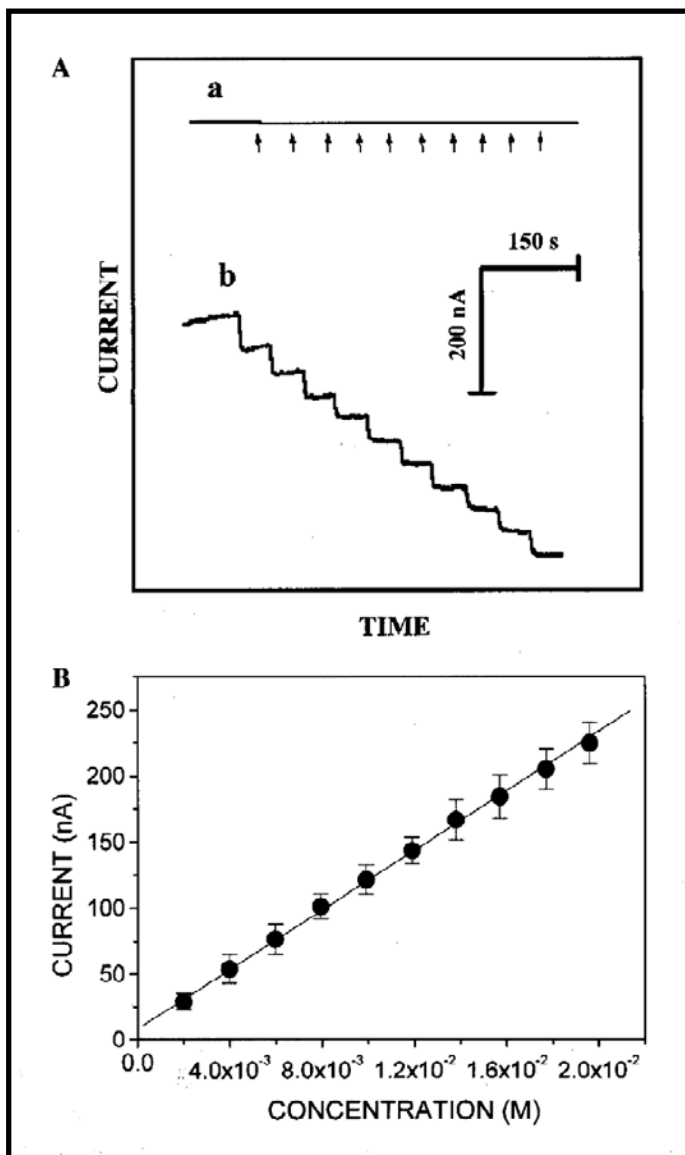 A
a
150 s
b
200 nA
CURRENT
TIME
B
250
200
150
100
50
0
CURRENT (nA)
0.0 4.0x10⁻³ 8.0x10⁻³ 1.2x10⁻² 1.6x10⁻² 2.0x10⁻²
CONCENTRATION (M)